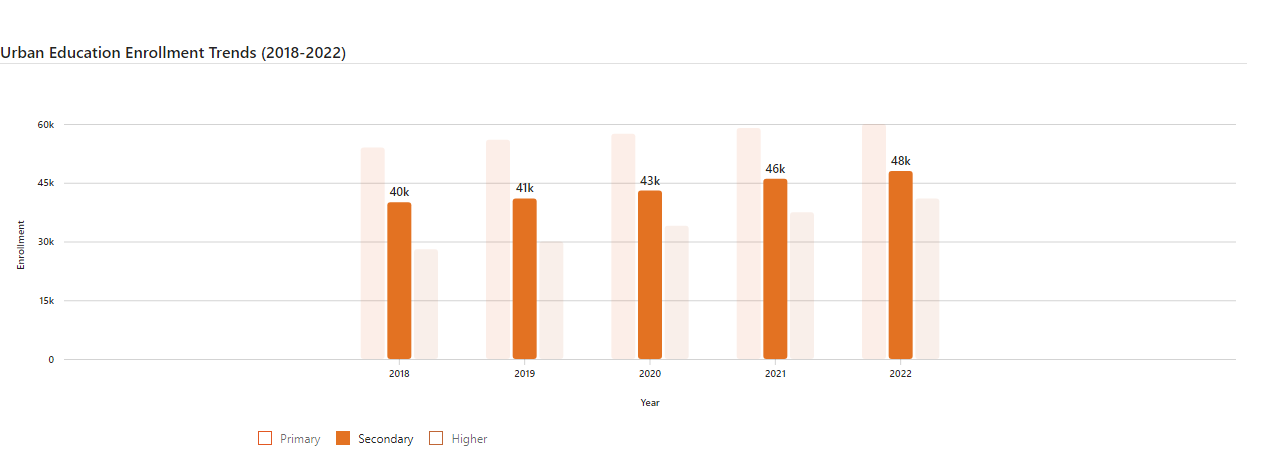 Urban Education Enrollment Trends (2018-2022)
60k
45k
30k
15k
0
Enrollment
40k
41k
43k
46k
48k
2018
2019
2020
2021
2022
Year
Primary
Secondary
Higher